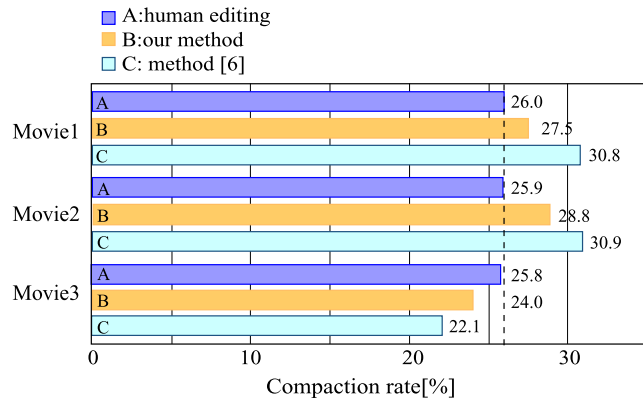 A:human editing
B:our method
C: method [6]
Movie1
A 26.0
B 27.5
C 30.8
Movie2
A 25.9
B 28.8
C 30.9
Movie3
A 25.8
B 24.0
C 22.1
0 10 20 30
Compaction rate[%]